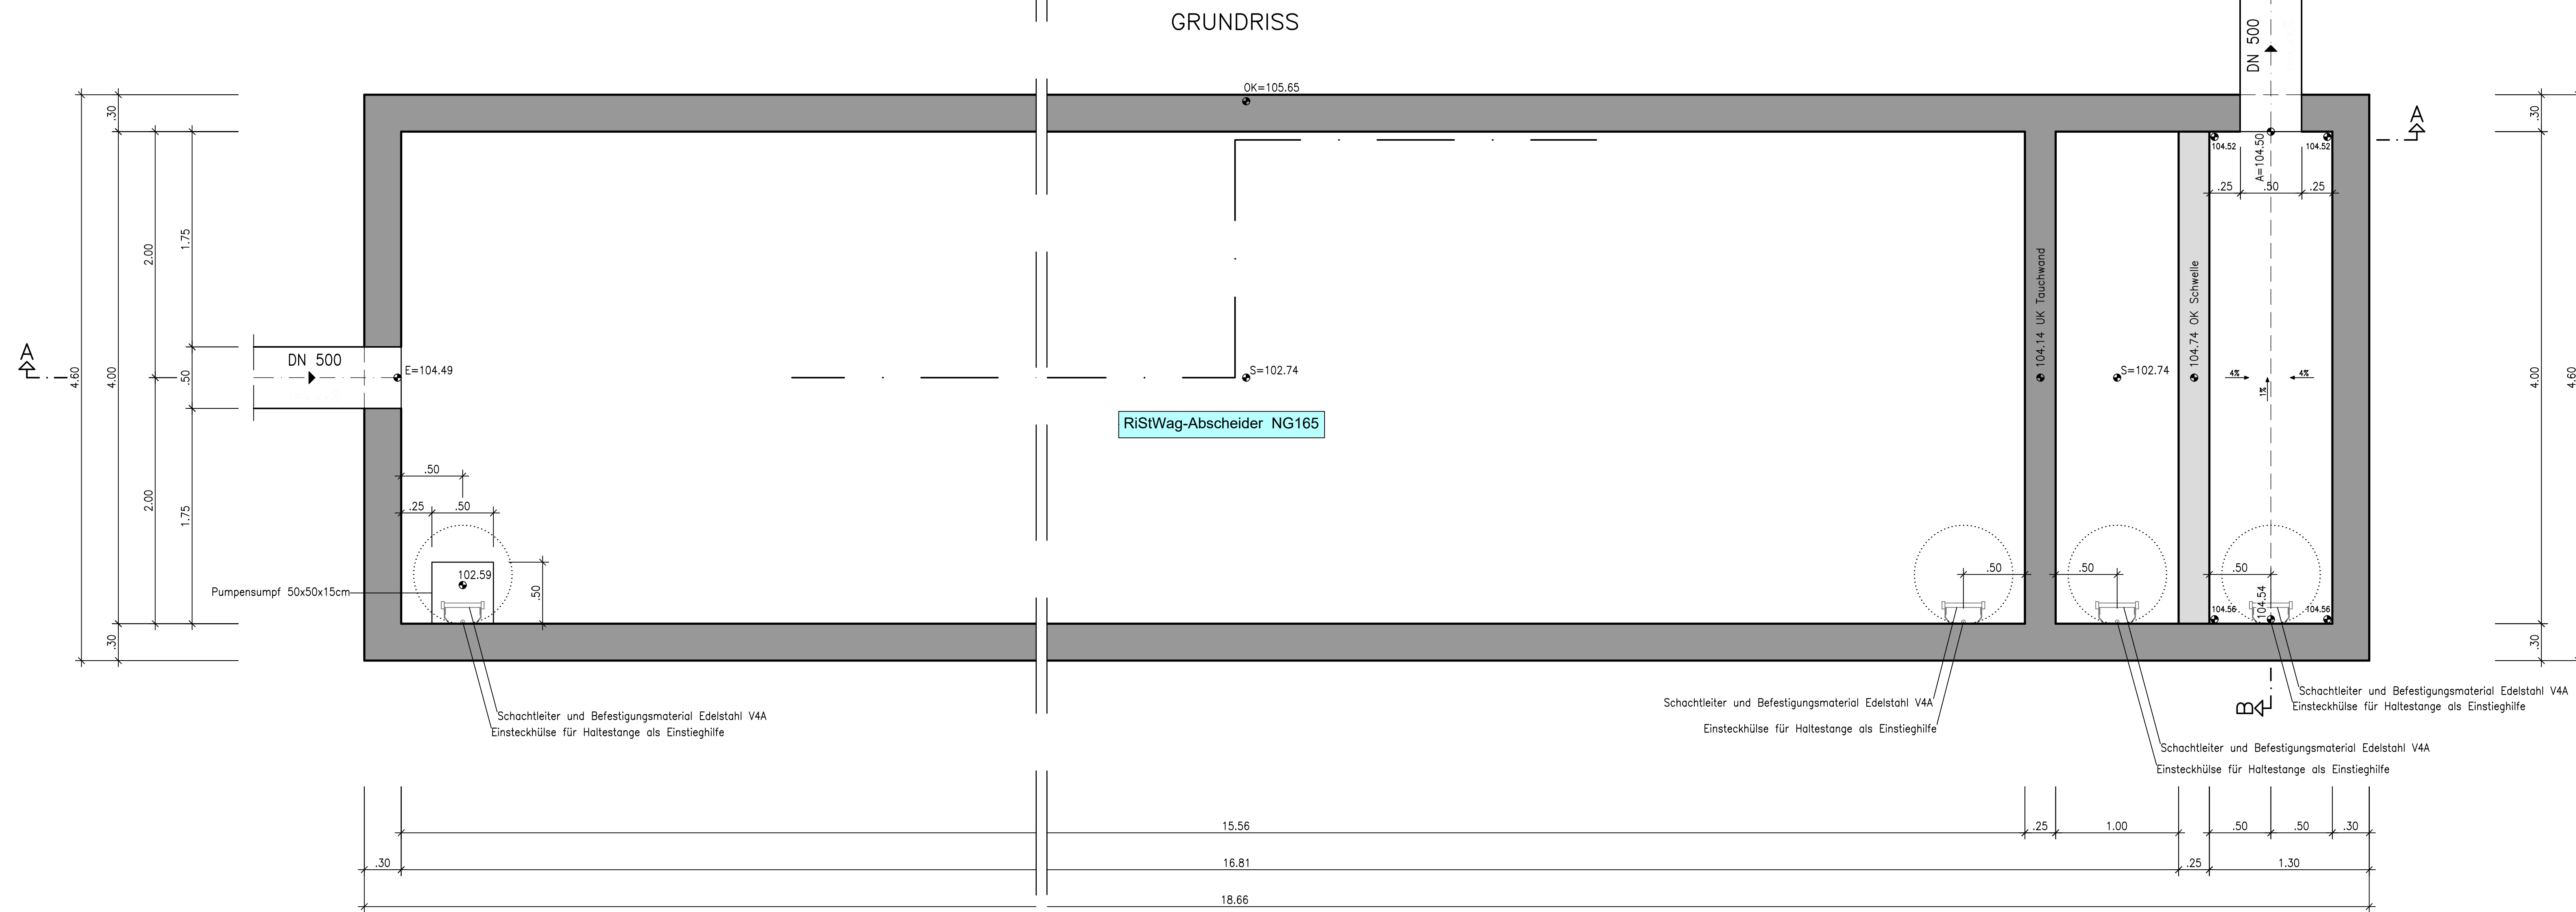 GRUNDRISS
DN 500
OK=105.65
A
A
.30
4.00
4.60
.30
2.00
2.00
1.75
.50
1.75
DN 500
E=104.49
S=102.74
RiStWag-Abscheider NG165
104.14 UK Tauchwand
S=102.74
104.74 OK Schwelle
104.52
A=104.50
104.52
.25
.50
.25
4%
1%
4%
.30
4.00
4.60
.30
.50
.25
.50
102.59
.50
Pumpensumpf 50x50x15cm
.50
.50
.50
104.56
104.54
104.56
Schachtleiter und Befestigungsmaterial Edelstahl V4A
Einsteckhülse für Haltestange als Einstieghilfe
Schachtleiter und Befestigungsmaterial Edelstahl V4A
Einsteckhülse für Haltestange als Einstieghilfe
B
Schachtleiter und Befestigungsmaterial Edelstahl V4A
Einsteckhülse für Haltestange als Einstieghilfe
Schachtleiter und Befestigungsmaterial Edelstahl V4A
Einsteckhülse für Haltestange als Einstieghilfe
15.56
.25
1.00
.50
.50
.30
.30
16.81
.25
1.30
18.66